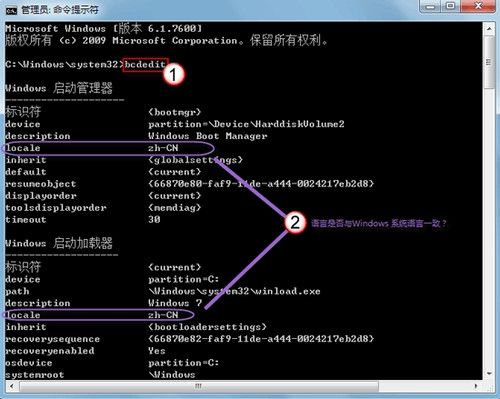 管理员: 命令提示符
Microsoft Windows [版本 6.1.7600]
版权所有 (c) 2009 Microsoft Corporation。保留所有权利。
C:\Windows\system32>bcdedit
1
Windows 启动管理器
--------------------
标识符 {bootmgr}
device partition=\Device\HarddiskVolume2
description Windows Boot Manager
locale zh-CN
inherit {globalsettings}
default {current}
resumeobject {66870e80-faf9-11de-a444-0024217eb2d8}
displayorder {current}
toolsdisplayorder {memdiag}
timeout 30
2 语言是否与Windows 系统语言一致？
Windows 启动加载器
--------------------
标识符 {current}
device partition=C:
path \Windows\system32\winload.exe
description Windows 7
locale zh-CN
inherit {bootloadersettings}
recoverysequence {66870e82-faf9-11de-a444-0024217eb2d8}
recoveryenabled Yes
osdevice partition=C:
systemroot \Windows